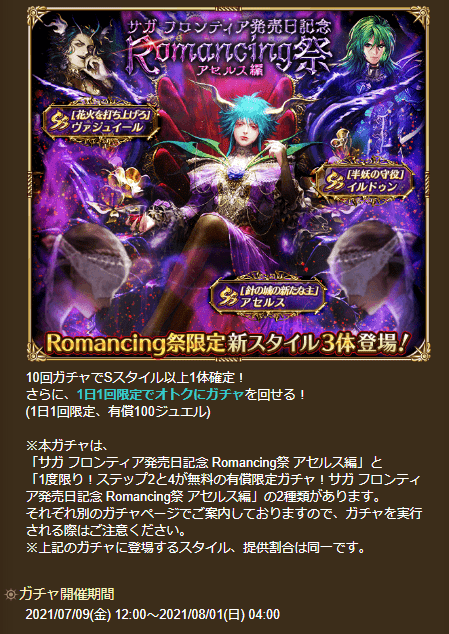 サガ フロンティア発売日記念
Romancing祭
アセルス編
SS [花火を打ち上げろ]
ヴァジュイール
SS [半妖の守役]
イルドゥン
SS [針の城の新たな主]
アセルス
Romancing祭限定新スタイル3体登場！
10回ガチャでSスタイル以上1体確定！
さらに、1日1回限定でオトクにガチャを回せる！
(1日1回限定、有償100ジュエル)
※本ガチャは、
「サガ フロンティア発売日記念 Romancing祭 アセルス編」と
「1度限り！ステップ2と4が無料の有償限定ガチャ！サガ フロンティ
ア発売日記念 Romancing祭 アセルス編」の2種類があります。
それぞれ別のガチャページでご案内しておりますので、ガチャを実行
される際はご注意ください。
※上記のガチャに登場するスタイル、提供割合は同一です。
ガチャ開催期間
2021/07/09(金) 12:00～2021/08/01(日) 04:00